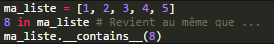 ma_liste = [1, 2, 3, 4, 5]
8 in ma_liste # Revient au même que ...
ma_liste.__contains__(8)